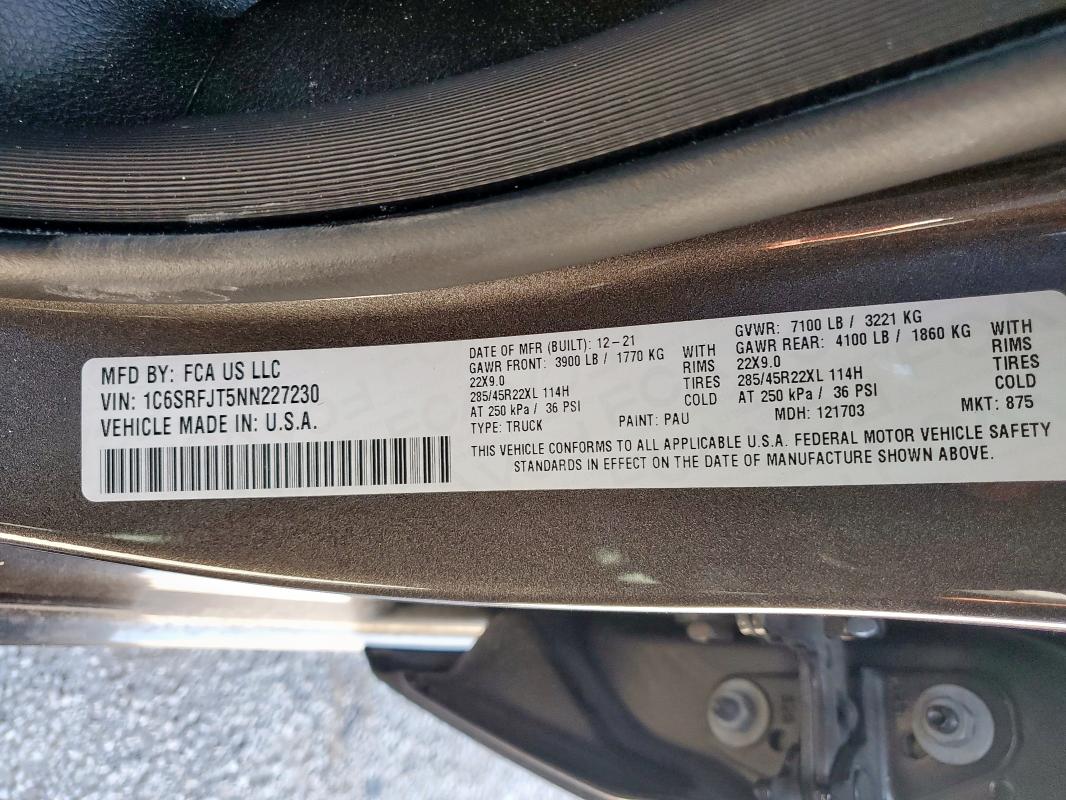 MFD BY: FCA US LLC
VIN: 1C6SRFJT5NN227230
VEHICLE MADE IN: U.S.A.
DATE OF MFR (BUILT): 12-21
GAWR FRONT: 3900 LB / 1770 KG WITH
22X9.0 RIMS
285/45R22XL 114H TIRES
AT 250 kPa / 36 PSI COLD
TYPE: TRUCK PAINT: PAU
GVWR: 7100 LB / 3221 KG
GAWR REAR: 4100 LB / 1860 KG WITH
22X9.0 RIMS
285/45R22XL 114H TIRES
AT 250 kPa / 36 PSI COLD
MDH: 121703 MKT: 875
THIS VEHICLE CONFORMS TO ALL APPLICABLE U.S.A. FEDERAL MOTOR VEHICLE SAFETY
STANDARDS IN EFFECT ON THE DATE OF MANUFACTURE SHOWN ABOVE.